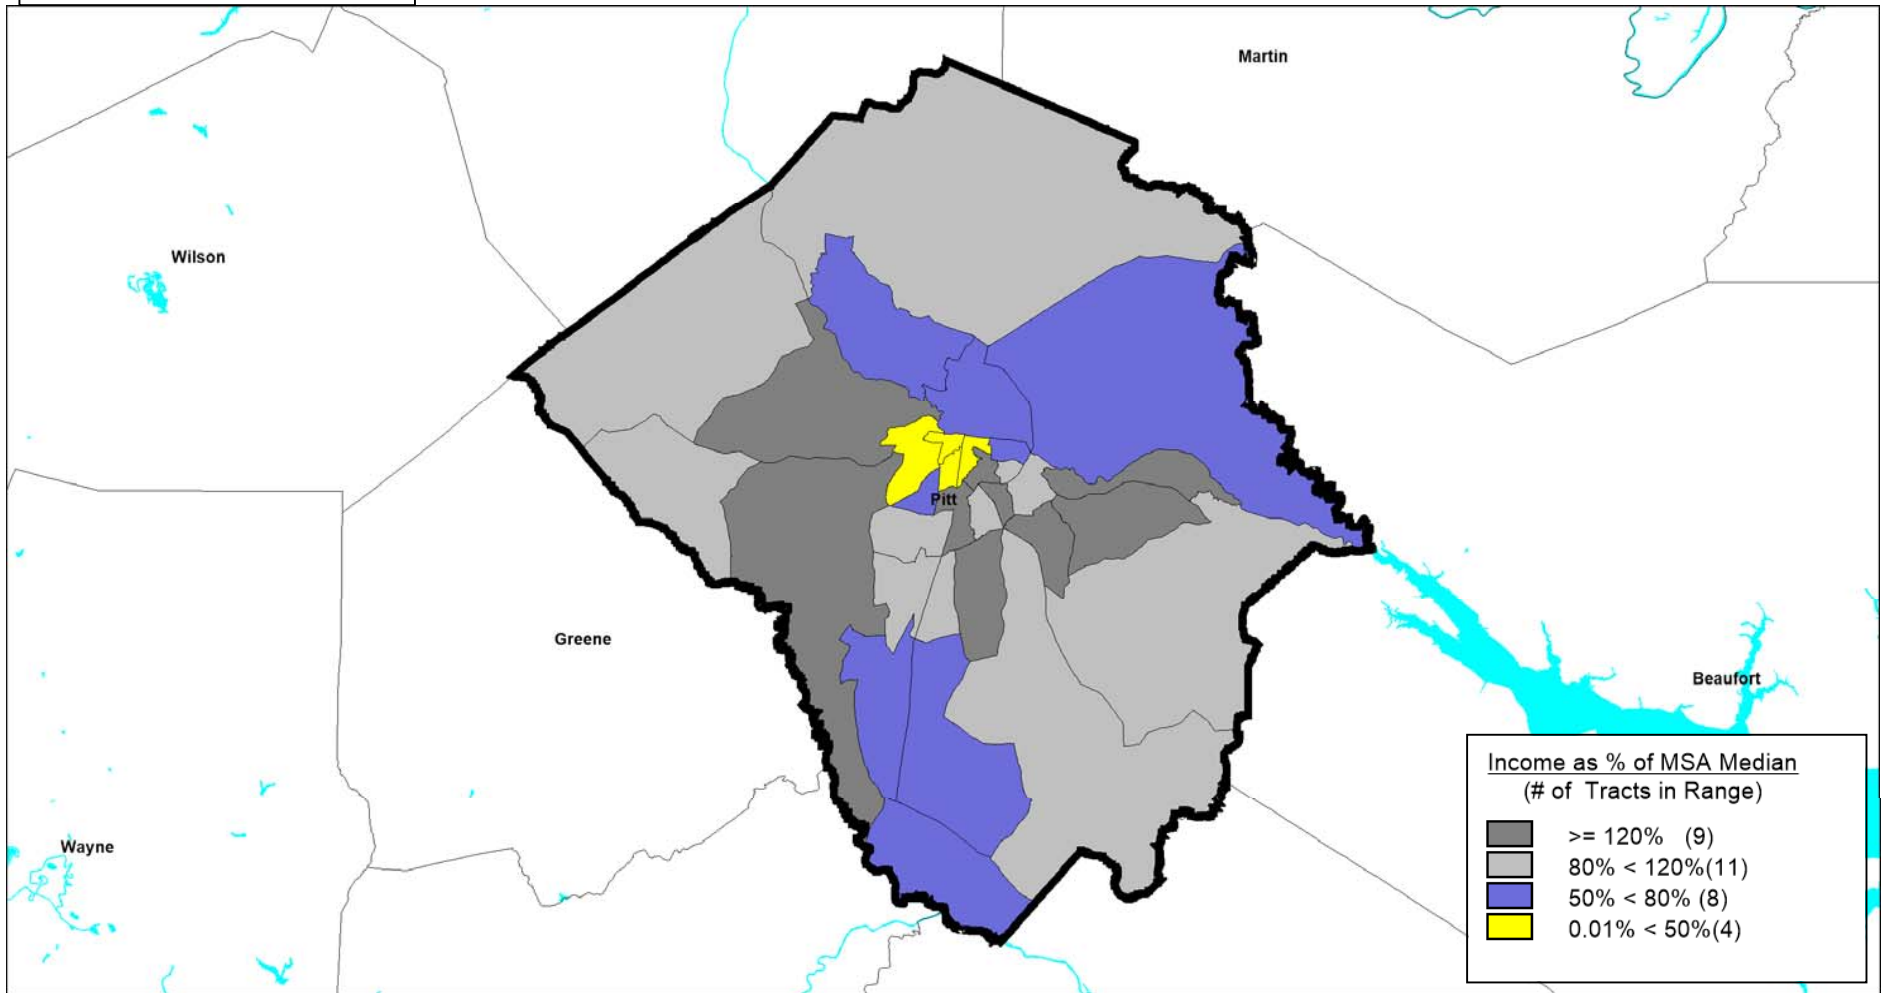 Martin
Wilson
Pitt
Greene
Beaufort
Wayne
Income as % of MSA Median
(# of Tracts in Range)
>= 120% (9)
80% < 120%(11)
50% < 80% (8)
0.01% < 50%(4)